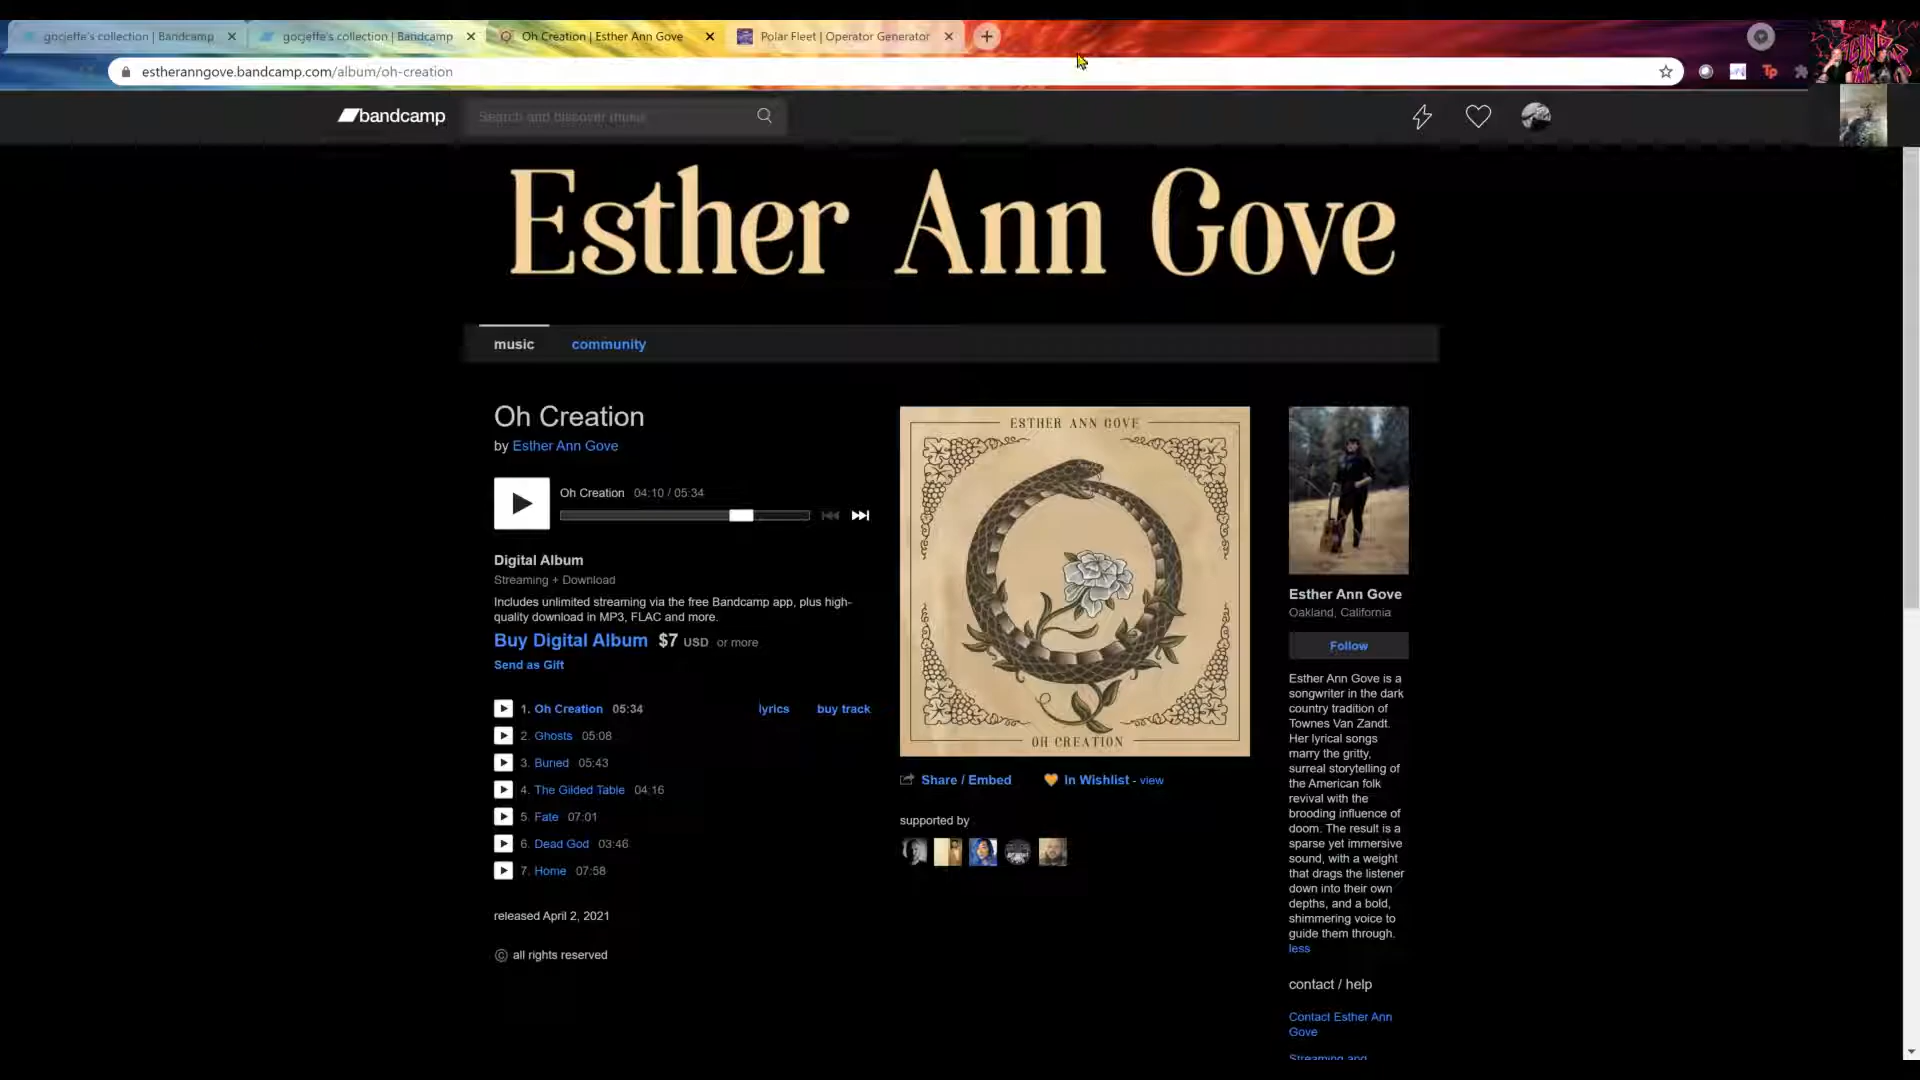 gocjeffe's collection | Bandcamp
gocjeffe's collection | Bandcamp
Oh Creation | Esther Ann Gove
Polar Fleet | Operator Generator
estheranngove.bandcamp.com/album/oh-creation
Tp
bandcamp
Search and discover music
Esther Ann Gove
music
community
Oh Creation
by Esther Ann Gove
Oh Creation 04:10 / 05:34
Digital Album
Streaming + Download
Includes unlimited streaming via the free Bandcamp app, plus high-
quality download in MP3, FLAC and more.
Buy Digital Album $7 USD or more
Send as Gift
1. Oh Creation 05:34 lyrics buy track
2. Ghosts 05:08
3. Buried 05:43
4. The Gilded Table 04:16
5. Fate 07:01
6. Dead God 03:46
7. Home 07:58
released April 2, 2021
© all rights reserved
ESTHER ANN GOVE
OH CREATION
Share / Embed
In Wishlist - view
supported by
Esther Ann Gove
Oakland, California
Follow
Esther Ann Gove is a
songwriter in the dark
country tradition of
Townes Van Zandt.
Her lyrical songs
marry the gritty,
surreal storytelling of
the American folk
revival with the
brooding influence of
doom. The result is a
sparse yet immersive
sound, with a weight
that drags the listener
down into their own
depths, and a bold,
shimmering voice to
guide them through.
less
contact / help
Contact Esther Ann
Gove
Streaming and